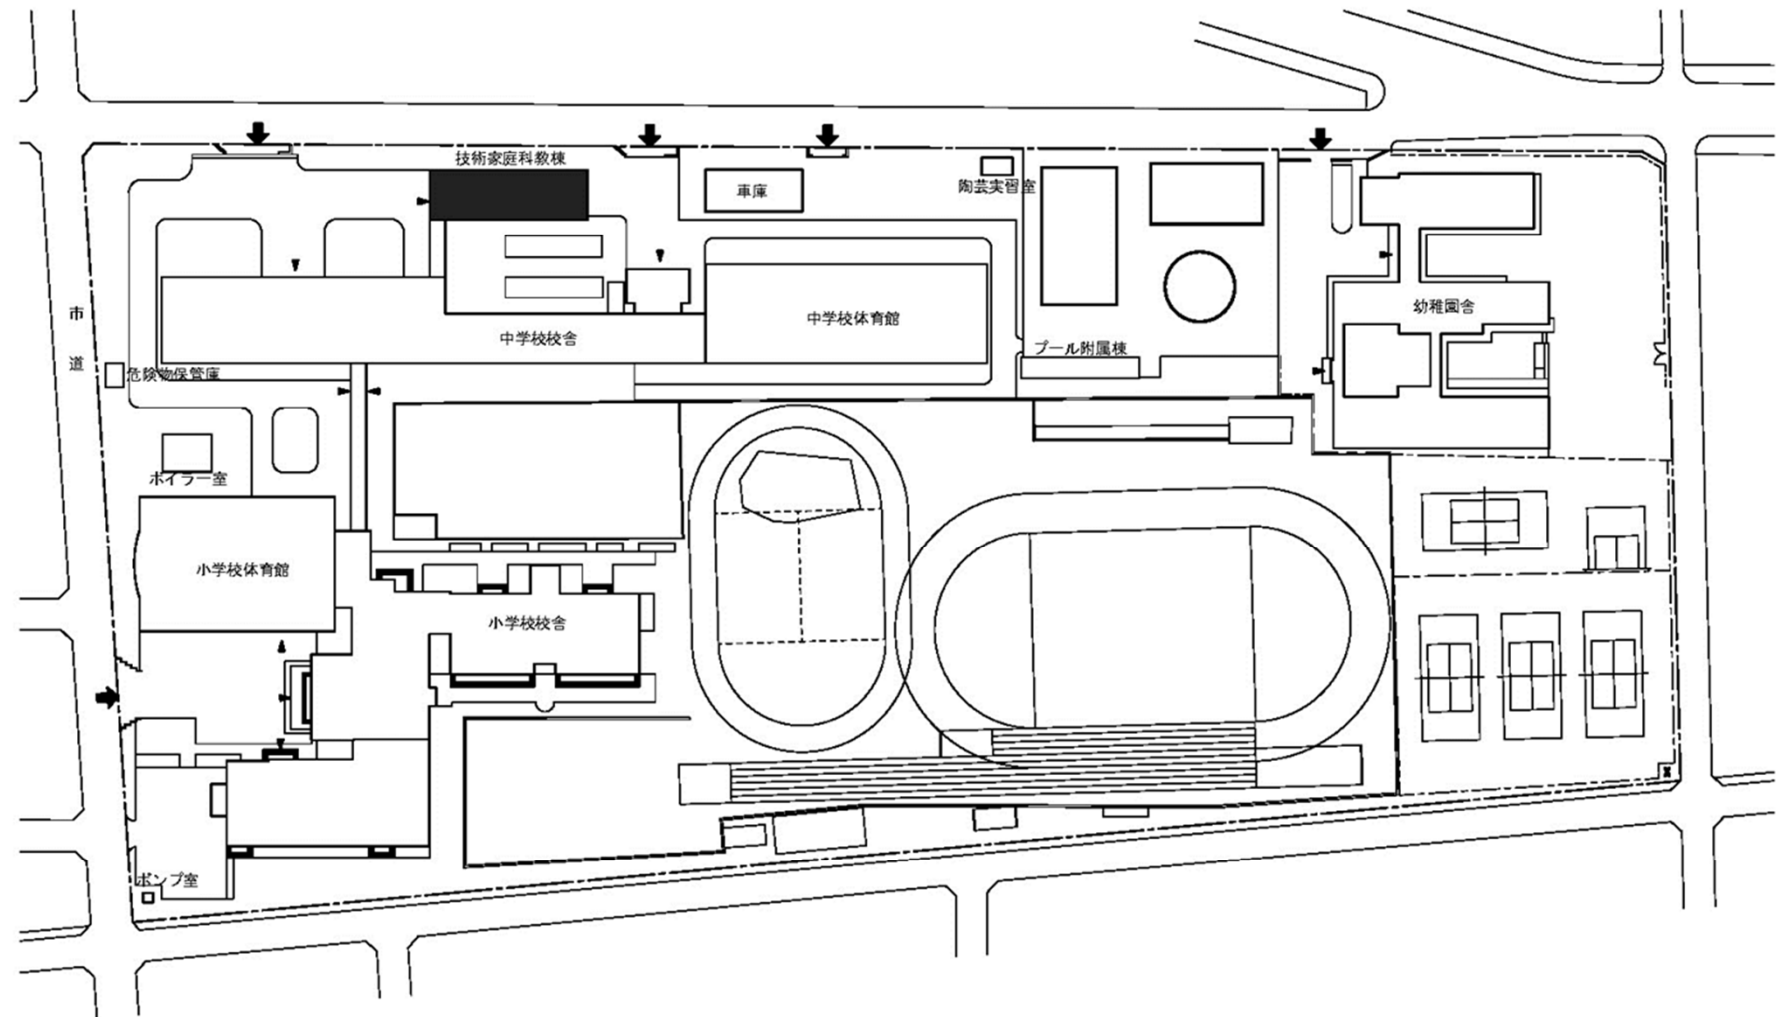 技術家庭科教棟
車庫
陶芸実習室
市道
幼稚園舎
中学校体育館
中学校校舎
プール附属棟
危険物保管庫
ボイラー室
小学校体育館
小学校校舎
ポンプ室